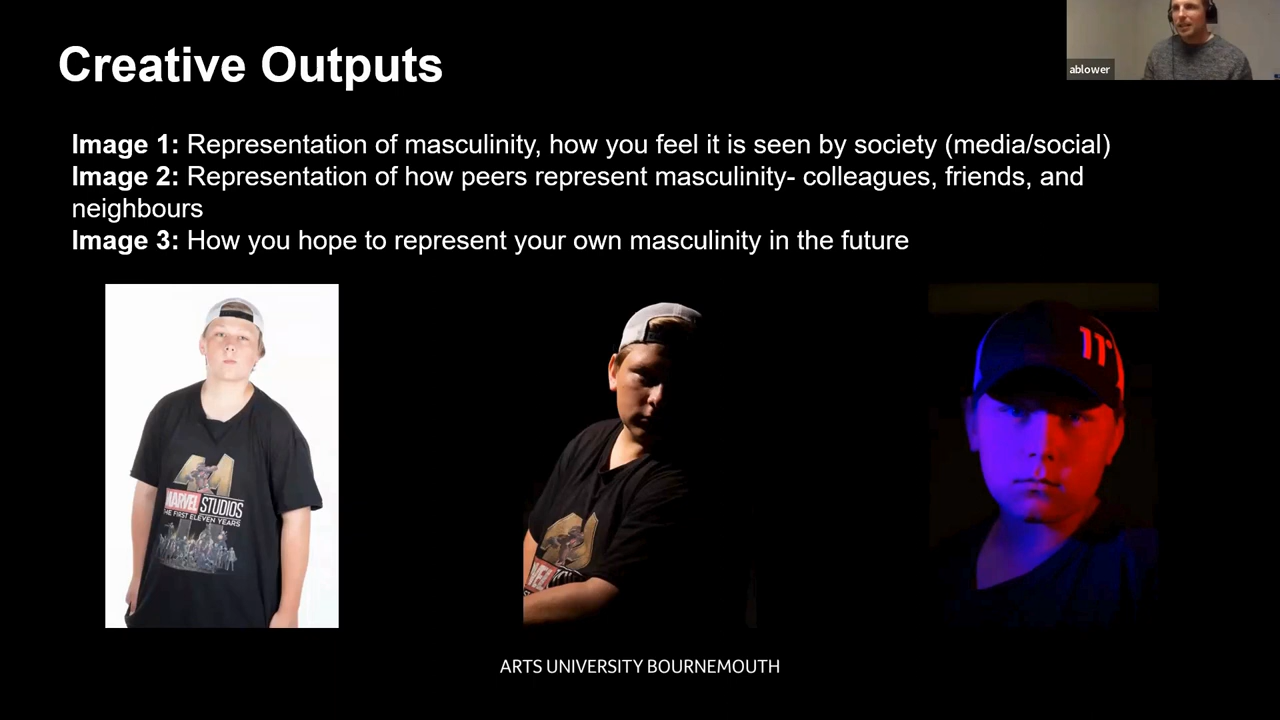 Creative Outputs
ablower
Image 1: Representation of masculinity, how you feel it is seen by society (media/social)
Image 2: Representation of how peers represent masculinity- colleagues, friends, and
neighbours
Image 3: How you hope to represent your own masculinity in the future
MARVEL STUDIOS
THE FIRST ELEVEN YEARS
ARTS UNIVERSITY BOURNEMOUTH